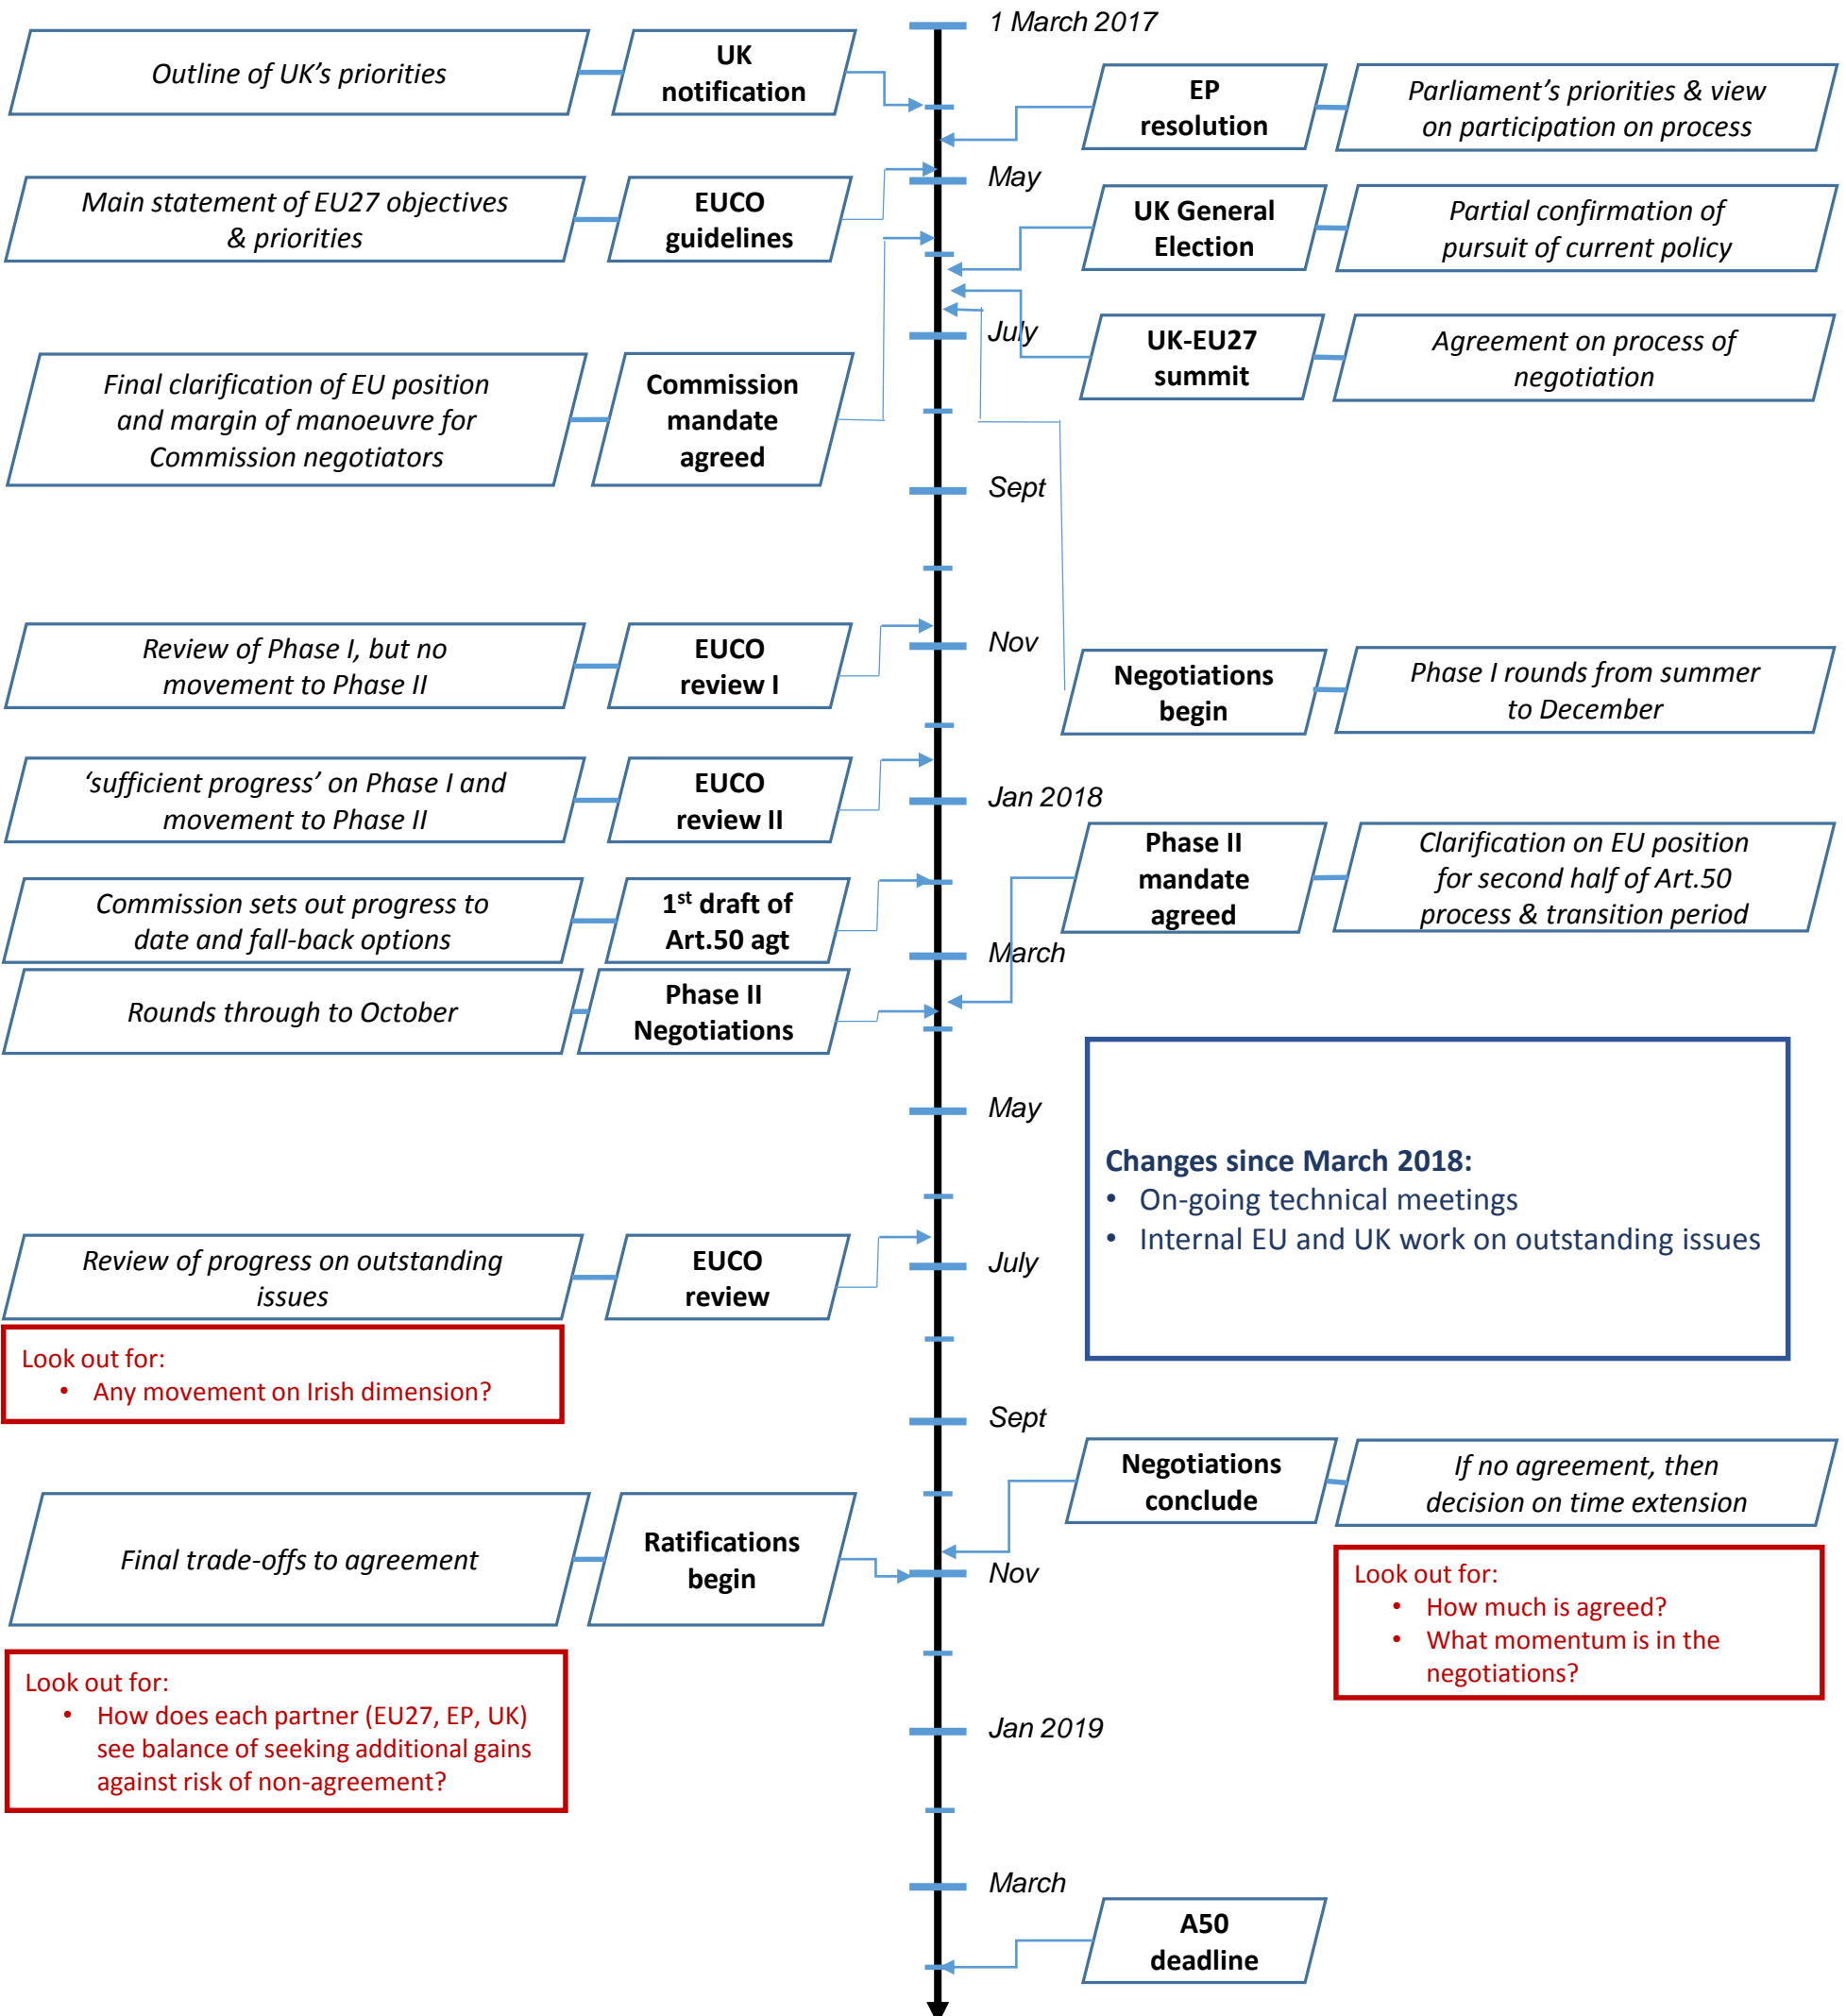 1 March 2017
Outline of UK's priorities
UK
notification
EP
resolution
Parliament's priorities & view
on participation on process
May
Main statement of EU27 objectives
& priorities
EUCO
guidelines
UK General
Election
Partial confirmation of
pursuit of current policy
July
UK-EU27
summit
Agreement on process of
negotiation
Final clarification of EU position
and margin of manoeuvre for
Commission negotiators
Commission
mandate
agreed
Sept
Nov
Review of Phase I, but no
movement to Phase II
EUCO
review I
Negotiations
begin
Phase I rounds from summer
to December
'sufficient progress' on Phase I and
movement to Phase II
EUCO
review II
Jan 2018
Phase II
mandate
agreed
Clarification on EU position
for second half of Art.50
process & transition period
Commission sets out progress to
date and fall-back options
1st draft of
Art.50 agt
March
Rounds through to October
Phase II
Negotiations
May
Changes since March 2018:
• On-going technical meetings
• Internal EU and UK work on outstanding issues
Review of progress on outstanding
issues
EUCO
review
July
Look out for:
• Any movement on Irish dimension?
Sept
Negotiations
conclude
If no agreement, then
decision on time extension
Final trade-offs to agreement
Ratifications
begin
Nov
Look out for:
• How much is agreed?
• What momentum is in the
negotiations?
Look out for:
• How does each partner (EU27, EP, UK)
see balance of seeking additional gains
against risk of non-agreement?
Jan 2019
March
A50
deadline